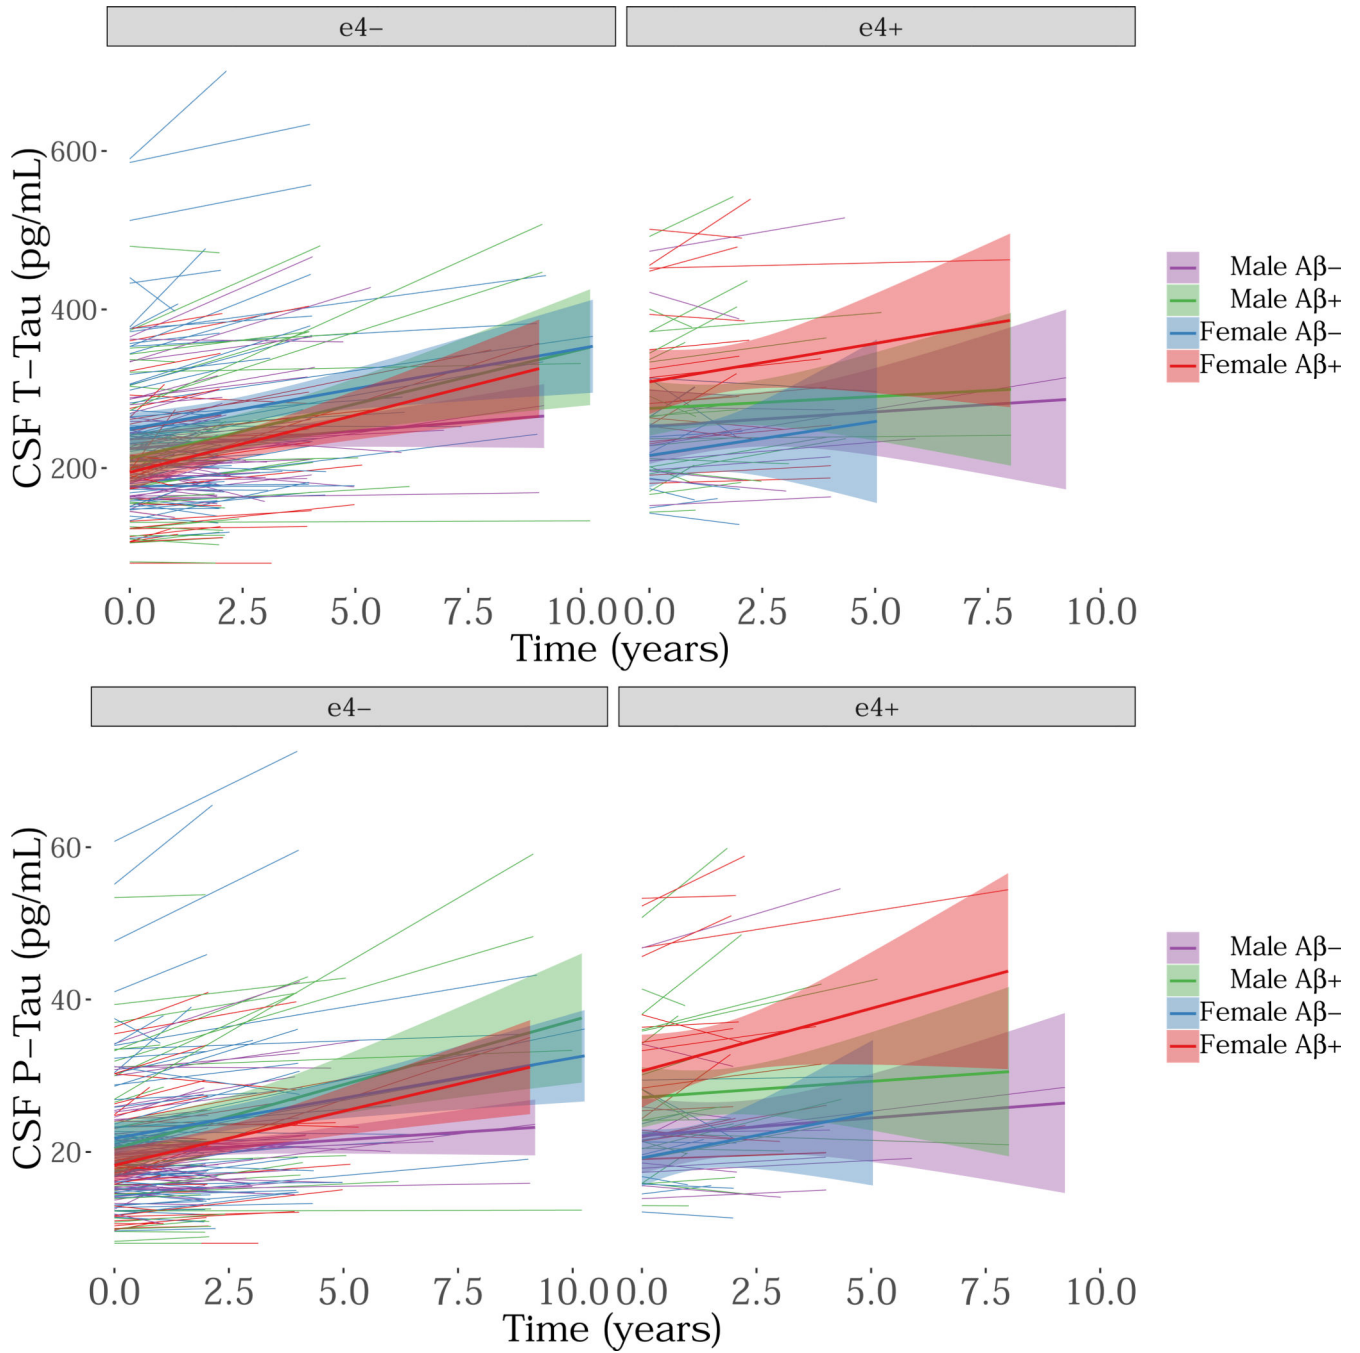 e4− e4+
CSF T−Tau (pg/mL)
600
400
200
Male Aβ−
Male Aβ+
Female Aβ−
Female Aβ+
0.0 2.5 5.0 7.5 10.0 0.0 2.5 5.0 7.5 10.0
Time (years)
e4− e4+
CSF P−Tau (pg/mL)
60
40
20
Male Aβ−
Male Aβ+
Female Aβ−
Female Aβ+
0.0 2.5 5.0 7.5 10.0 0.0 2.5 5.0 7.5 10.0
Time (years)